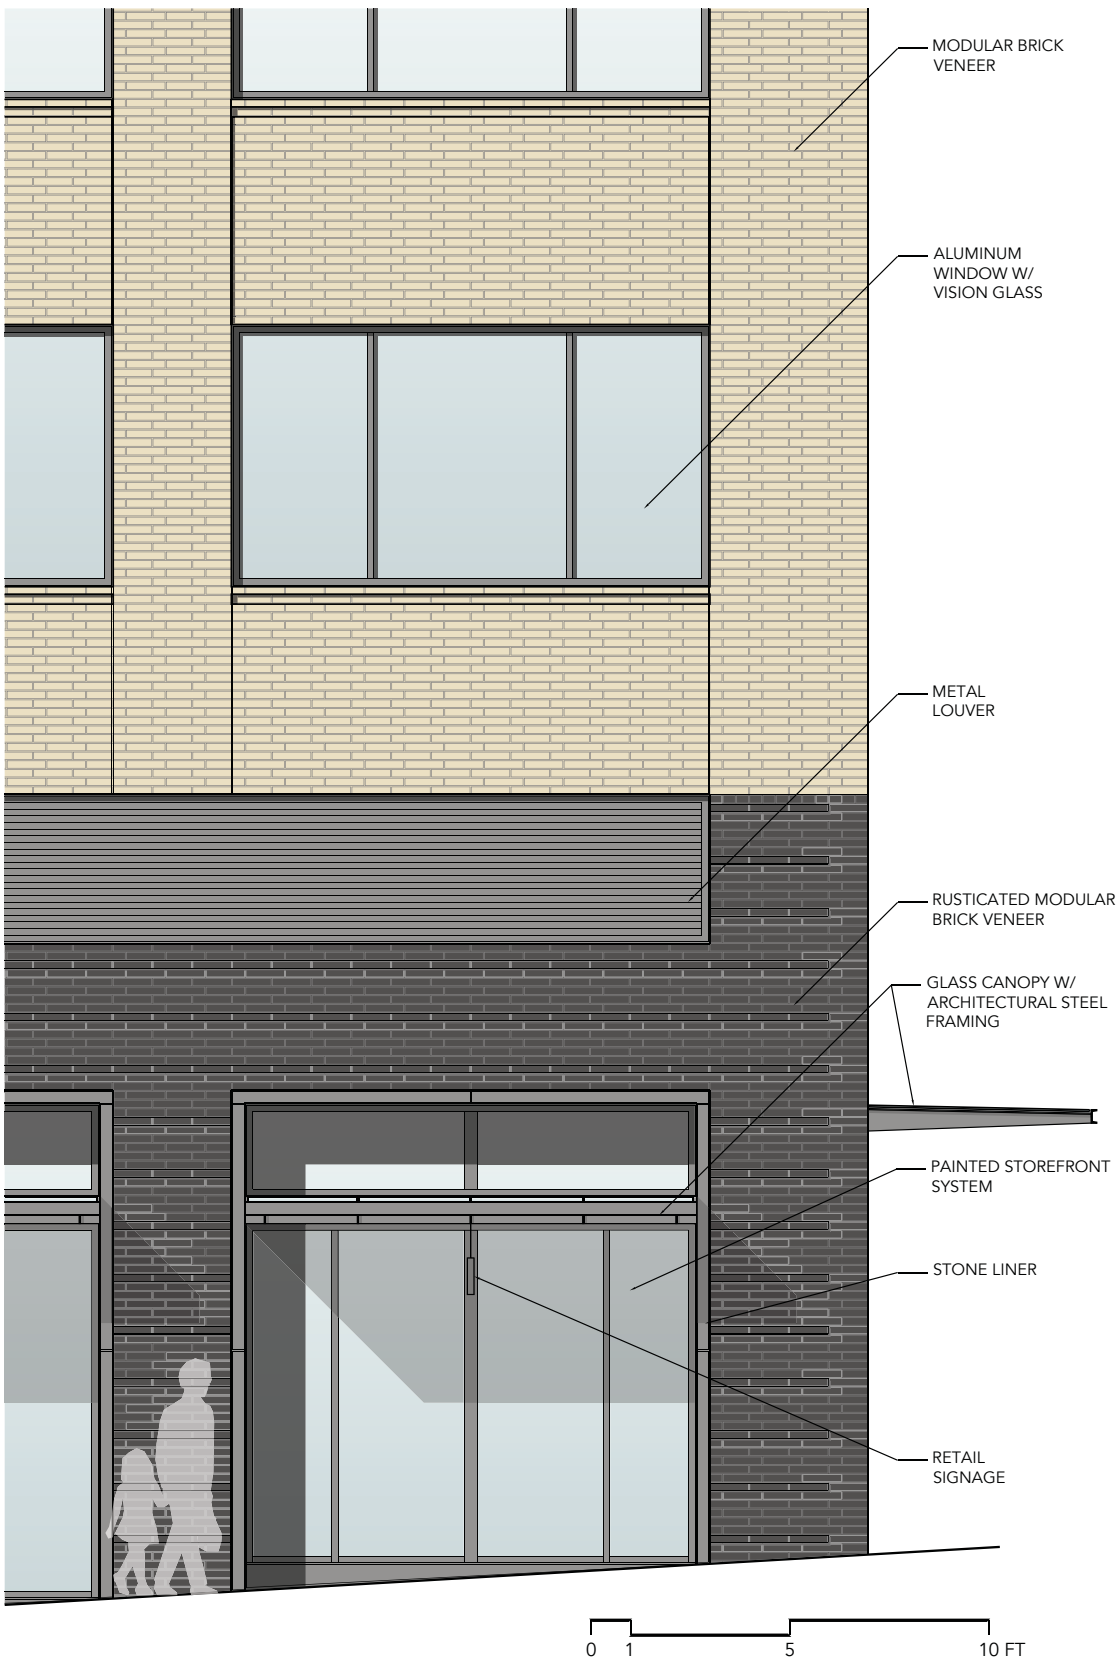 MODULAR BRICK
VENEER
ALUMINUM
WINDOW W/
VISION GLASS
METAL
LOUVER
RUSTICATED MODULAR
BRICK VENEER
GLASS CANOPY W/
ARCHITECTURAL STEEL
FRAMING
PAINTED STOREFRONT
SYSTEM
STONE LINER
RETAIL
SIGNAGE
0 1 5 10 FT